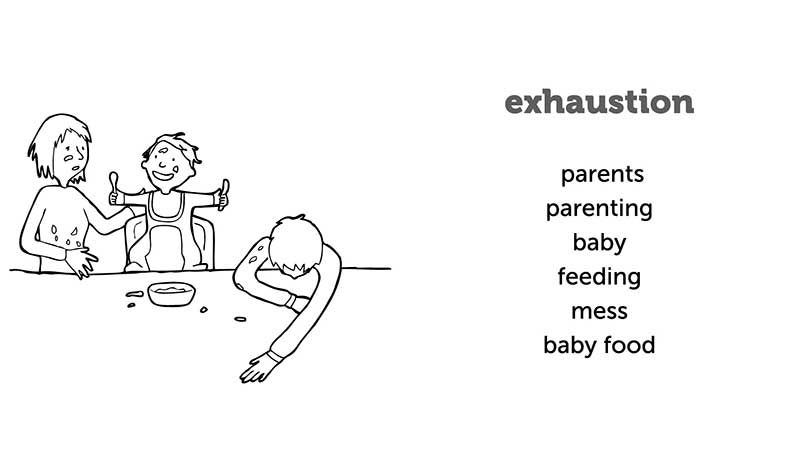 exhaustion
parents
parenting
baby
feeding
mess
baby food